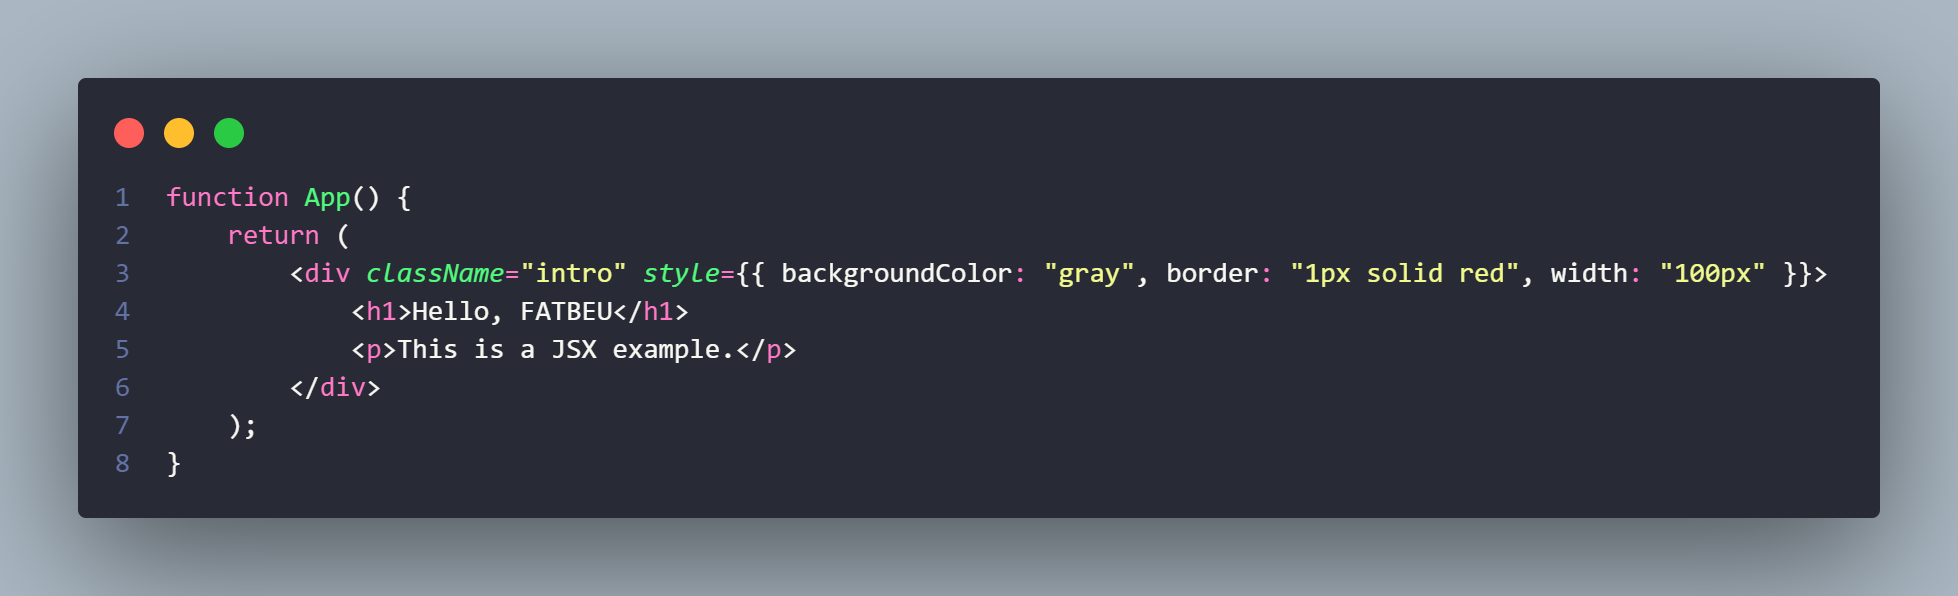 1 function App() {
2     return (
3         <div className="intro" style={{ backgroundColor: "gray", border: "1px solid red", width: "100px" }}>
4             <h1>Hello, FATBEU</h1>
5             <p>This is a JSX example.</p>
6         </div>
7     );
8 }